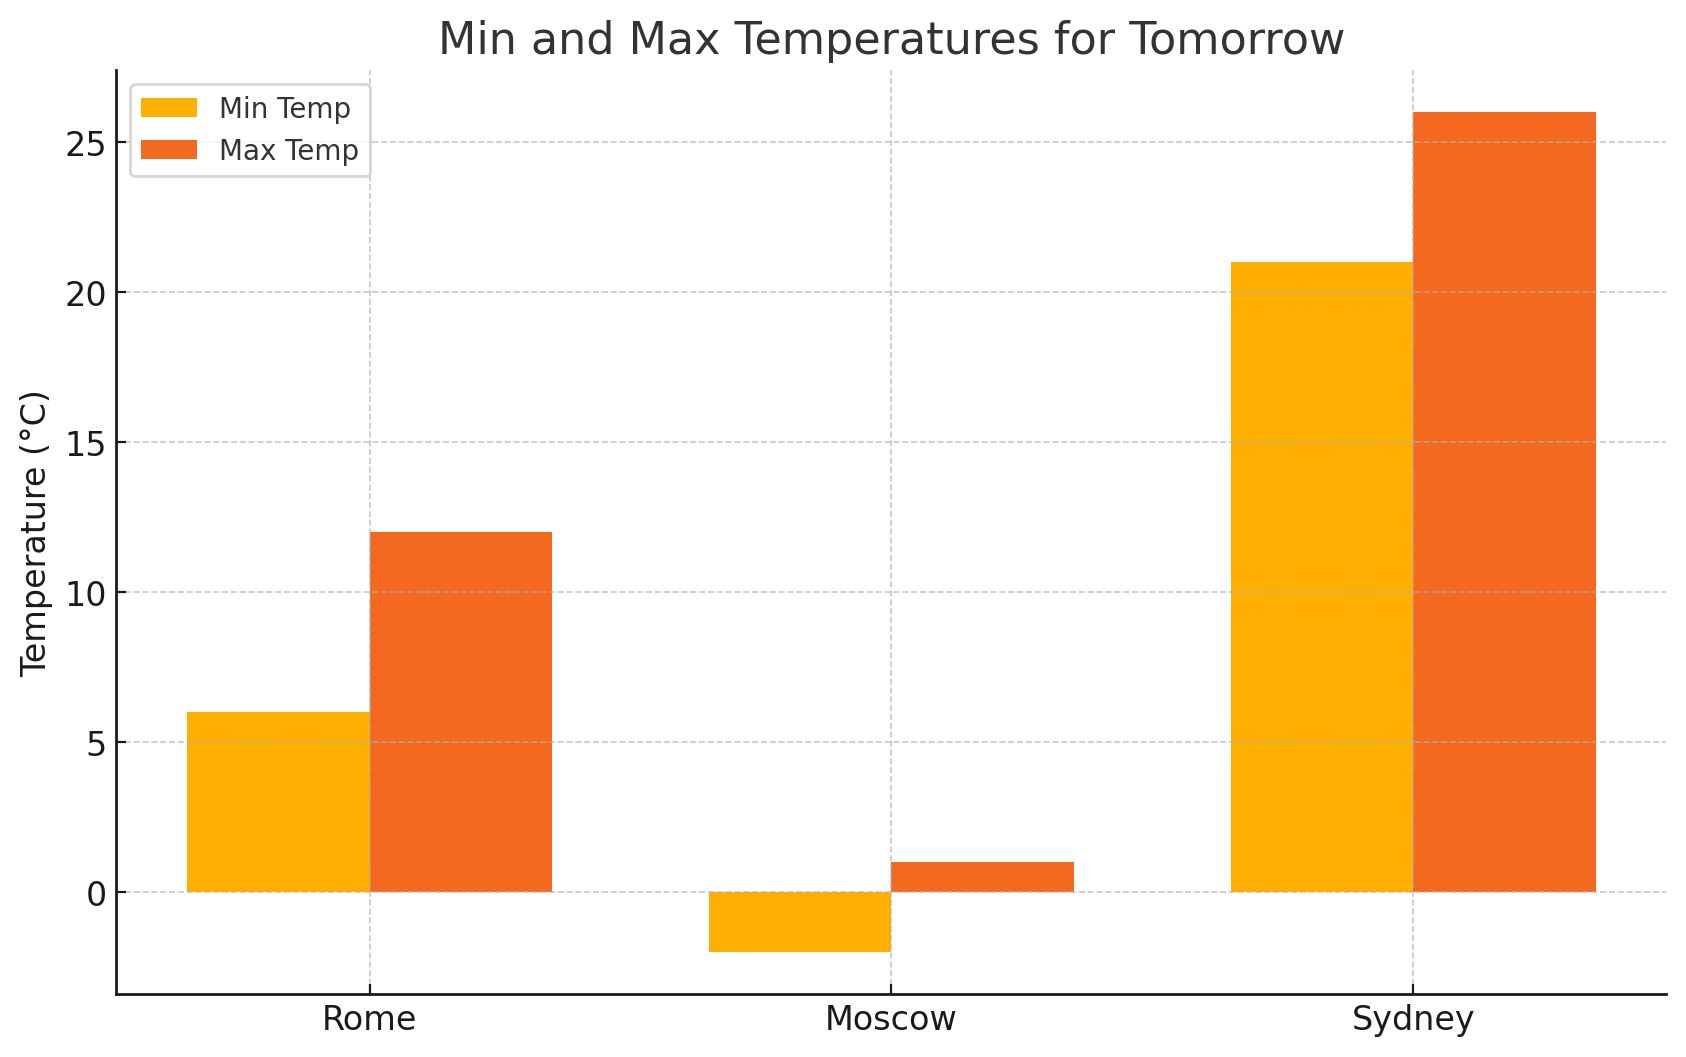 Min and Max Temperatures for Tomorrow
Min Temp
Max Temp
Temperature (°C)
25
20
15
10
5
0
Rome
Moscow
Sydney